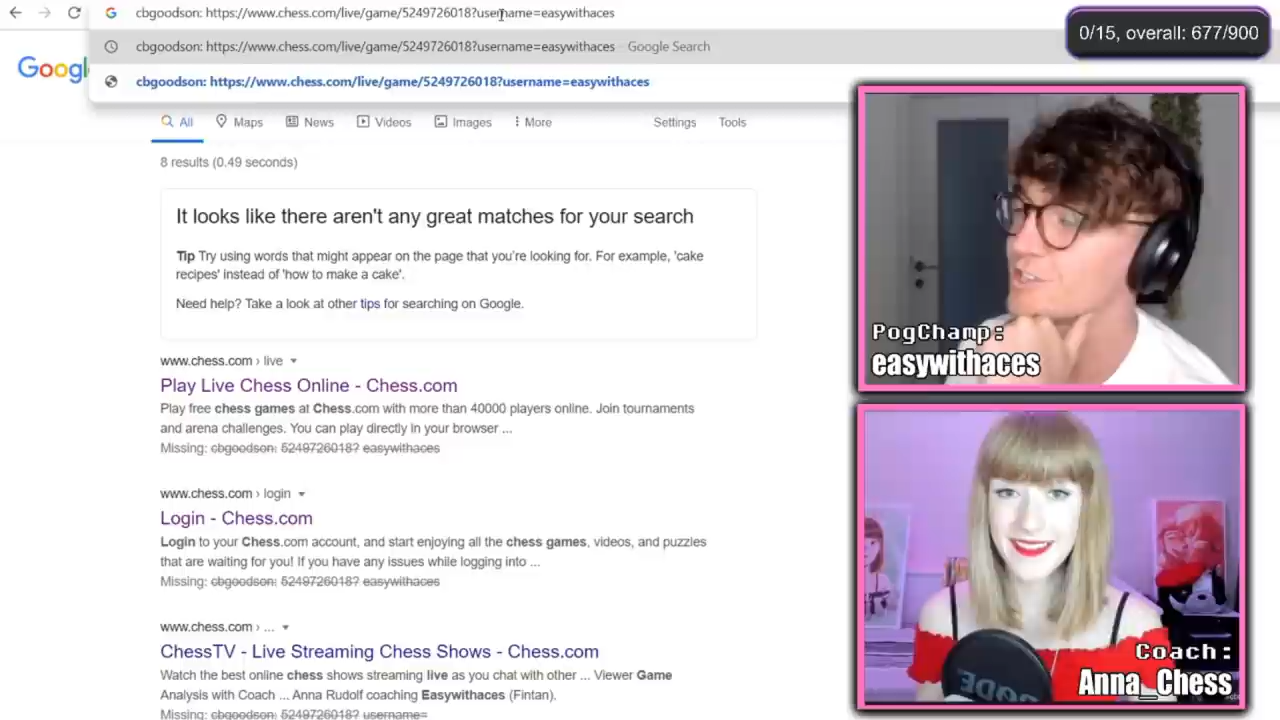 cbgoodson: https://www.chess.com/live/game/5249726018?username=easywithaces
cbgoodson: https://www.chess.com/live/game/5249726018?username=easywithaces - Google Search
cbgoodson: https://www.chess.com/live/game/5249726018?username=easywithaces
0/15, overall: 677/900
Googl
All Maps News Videos Images More Settings Tools
8 results (0.49 seconds)
It looks like there aren't any great matches for your search
Tip Try using words that might appear on the page that you're looking for. For example, 'cake
recipes' instead of 'how to make a cake'.
Need help? Take a look at other tips for searching on Google.
www.chess.com › live
Play Live Chess Online - Chess.com
Play free chess games at Chess.com with more than 40000 players online. Join tournaments
and arena challenges. You can play directly in your browser ...
Missing: cbgoodson: 5249726018? easywithaces
www.chess.com › login
Login - Chess.com
Login to your Chess.com account, and start enjoying all the chess games, videos, and puzzles
that are waiting for you! If you have any issues while logging into ...
Missing: cbgoodson: 5249726018? easywithaces
www.chess.com › ...
ChessTV - Live Streaming Chess Shows - Chess.com
Watch the best online chess shows streaming live as you chat with other ... Viewer Game
Analysis with Coach ... Anna Rudolf coaching Easywithaces (Fintan).
Missing: cbgoodson: 5249726018? username=
PogChamp:
easywithaces
Coach:
Anna_Chess